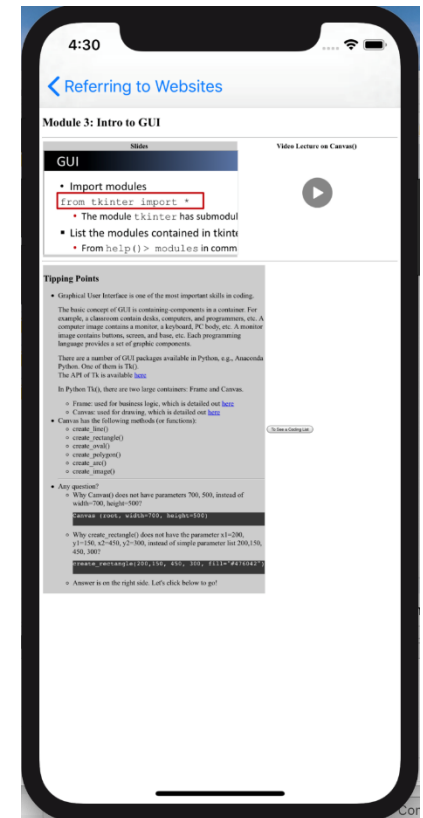 4:30
Referring to Websites
Module 3: Intro to GUI
Slides
Video Lecture on Canvas()
GUI
• Import modules
from tkinter import *
• The module tkinter has submodul
▪ List the modules contained in tkinte
• From help()> modules in comm
Tipping Points
• Graphical User Interface is one of the most important skills in coding.
The basic concept of GUI is containing-components in a container. For
example, a classroom contain desks, computers, and programmers, etc. A
computer image contains a monitor, a keyboard, PC body, etc. A monitor
image contains buttons, screen, and base, etc. Each programming
language provides a set of graphic components.
There are a number of GUI packages available in Python, e.g., Anaconda
Python. One of them is Tk().
The API of Tk is available here
In Python Tk(), there are two large containers: Frame and Canvas.
○ Frame: used for business logic, which is detailed out here
○ Canvas: used for drawing, which is detailed out here
• Canvas has the following methods (or functions):
○ create_line()
○ create_rectangle()
○ create_oval()
○ create_polygon()
○ create_arc()
○ create_image()
To See a Coding List
• Any question?
○ Why Canvas() does not have parameters 700, 500, instead of
width=700, height=500?
Canvas (root, width=700, height=500)
○ Why create_rectangle() does not have the parameter x1=200,
y1=150, x2=450, y2=300, instead of simple parameter list 200,150,
450, 300?
create_rectangle(200,150, 450, 300, fill="#476042")
○ Answer is on the right side. Let's click below to go!
Cor